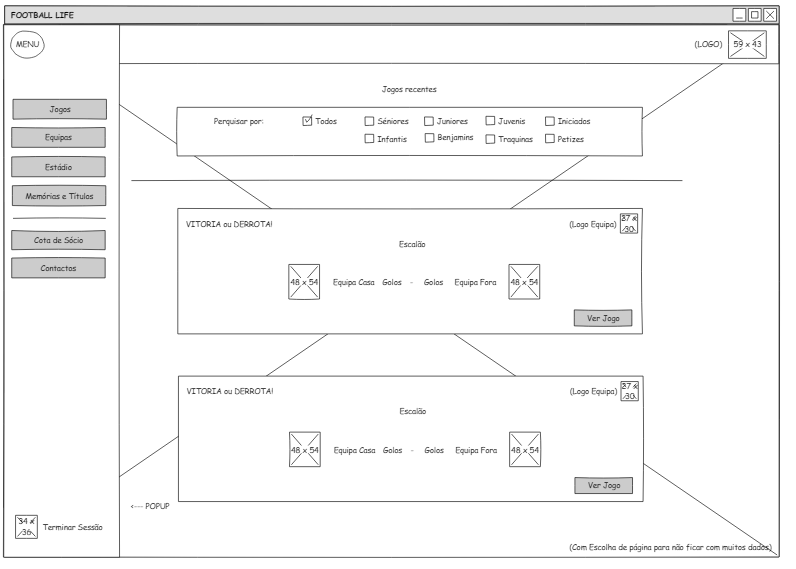 FOOTBALL LIFE
MENU
(LOGO) 59 x 43
Jogos recentes
Perquisar por: Todos Séniores Juniores Juvenis Iniciados
Infantis Benjamins Traquinas Petizes
Jogos
Equipas
Estádio
Memórias e Títulos
Cota de Sócio
Contactos
VITORIA ou DERROTA! (Logo Equipa) 37 x 30
Escalão
48 x 54 Equipa Casa Golos - Golos Equipa Fora 48 x 54
Ver Jogo
VITORIA ou DERROTA! (Logo Equipa) 37 x 30
Escalão
48 x 54 Equipa Casa Golos - Golos Equipa Fora 48 x 54
Ver Jogo
<---- POPUP
34 x 36 Terminar Sessão
(Com Escolha de página para não ficar com muitos dados)